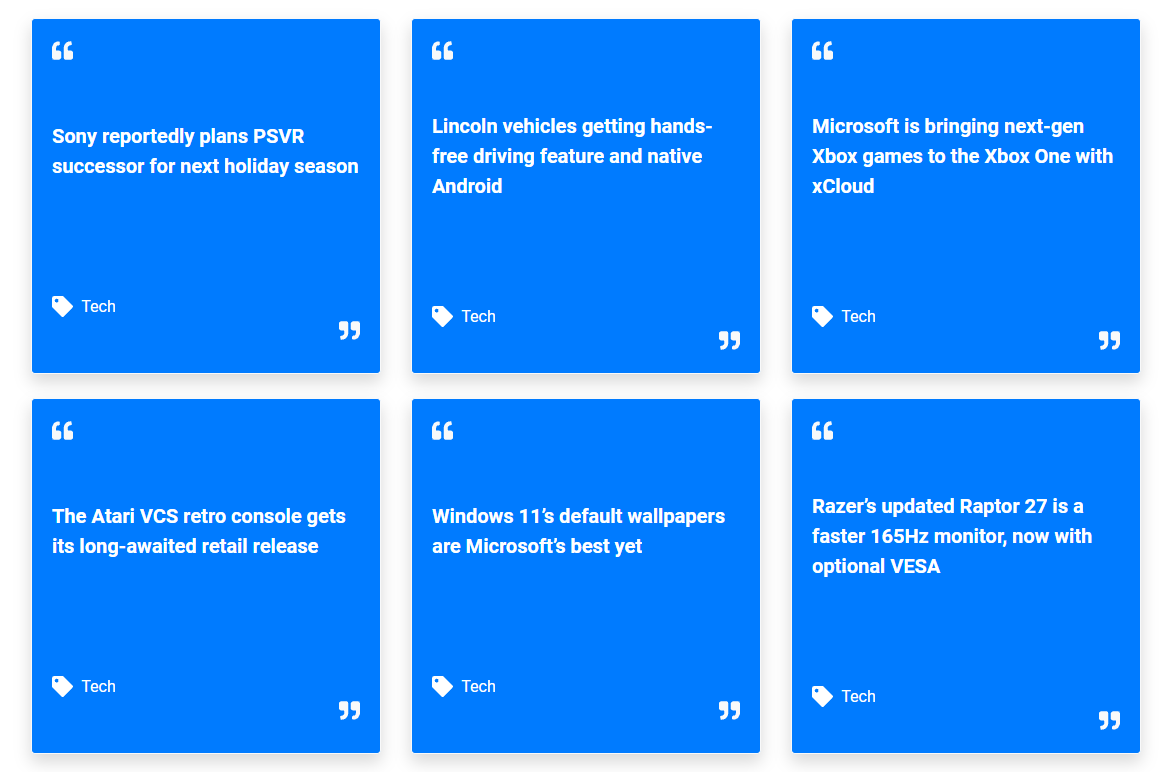 “
Sony reportedly plans PSVR
successor for next holiday season
Tech
”
“
Lincoln vehicles getting hands-
free driving feature and native
Android
Tech
”
“
Microsoft is bringing next-gen
Xbox games to the Xbox One with
xCloud
Tech
”
“
The Atari VCS retro console gets
its long-awaited retail release
Tech
”
“
Windows 11’s default wallpapers
are Microsoft’s best yet
Tech
”
“
Razer’s updated Raptor 27 is a
faster 165Hz monitor, now with
optional VESA
Tech
”